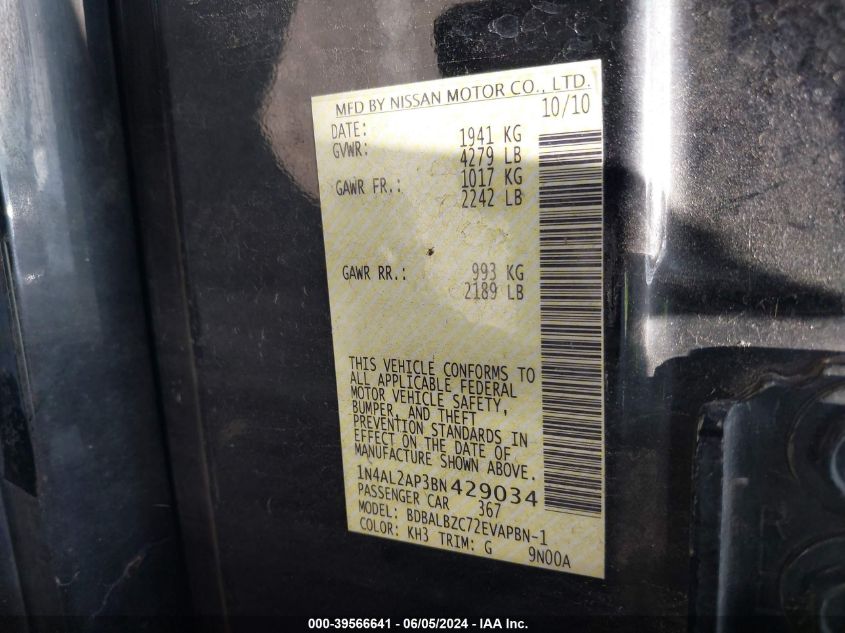 MFD BY NISSAN MOTOR CO., LTD.
DATE: 10/10
GVWR: 1941 KG
4279 LB
GAWR FR.: 1017 KG
2242 LB
GAWR RR.: 993 KG
2189 LB
THIS VEHICLE CONFORMS TO
ALL APPLICABLE FEDERAL
MOTOR VEHICLE SAFETY,
BUMPER, AND THEFT
PREVENTION STANDARDS IN
EFFECT ON THE DATE OF
MANUFACTURE SHOWN ABOVE.
1N4AL2AP3BN429034
PASSENGER CAR 367
MODEL: BDBALBZC72EVAPBN-1
COLOR: KH3 TRIM: G 9N00A
000-39566641 - 06/05/2024 - IAA Inc.